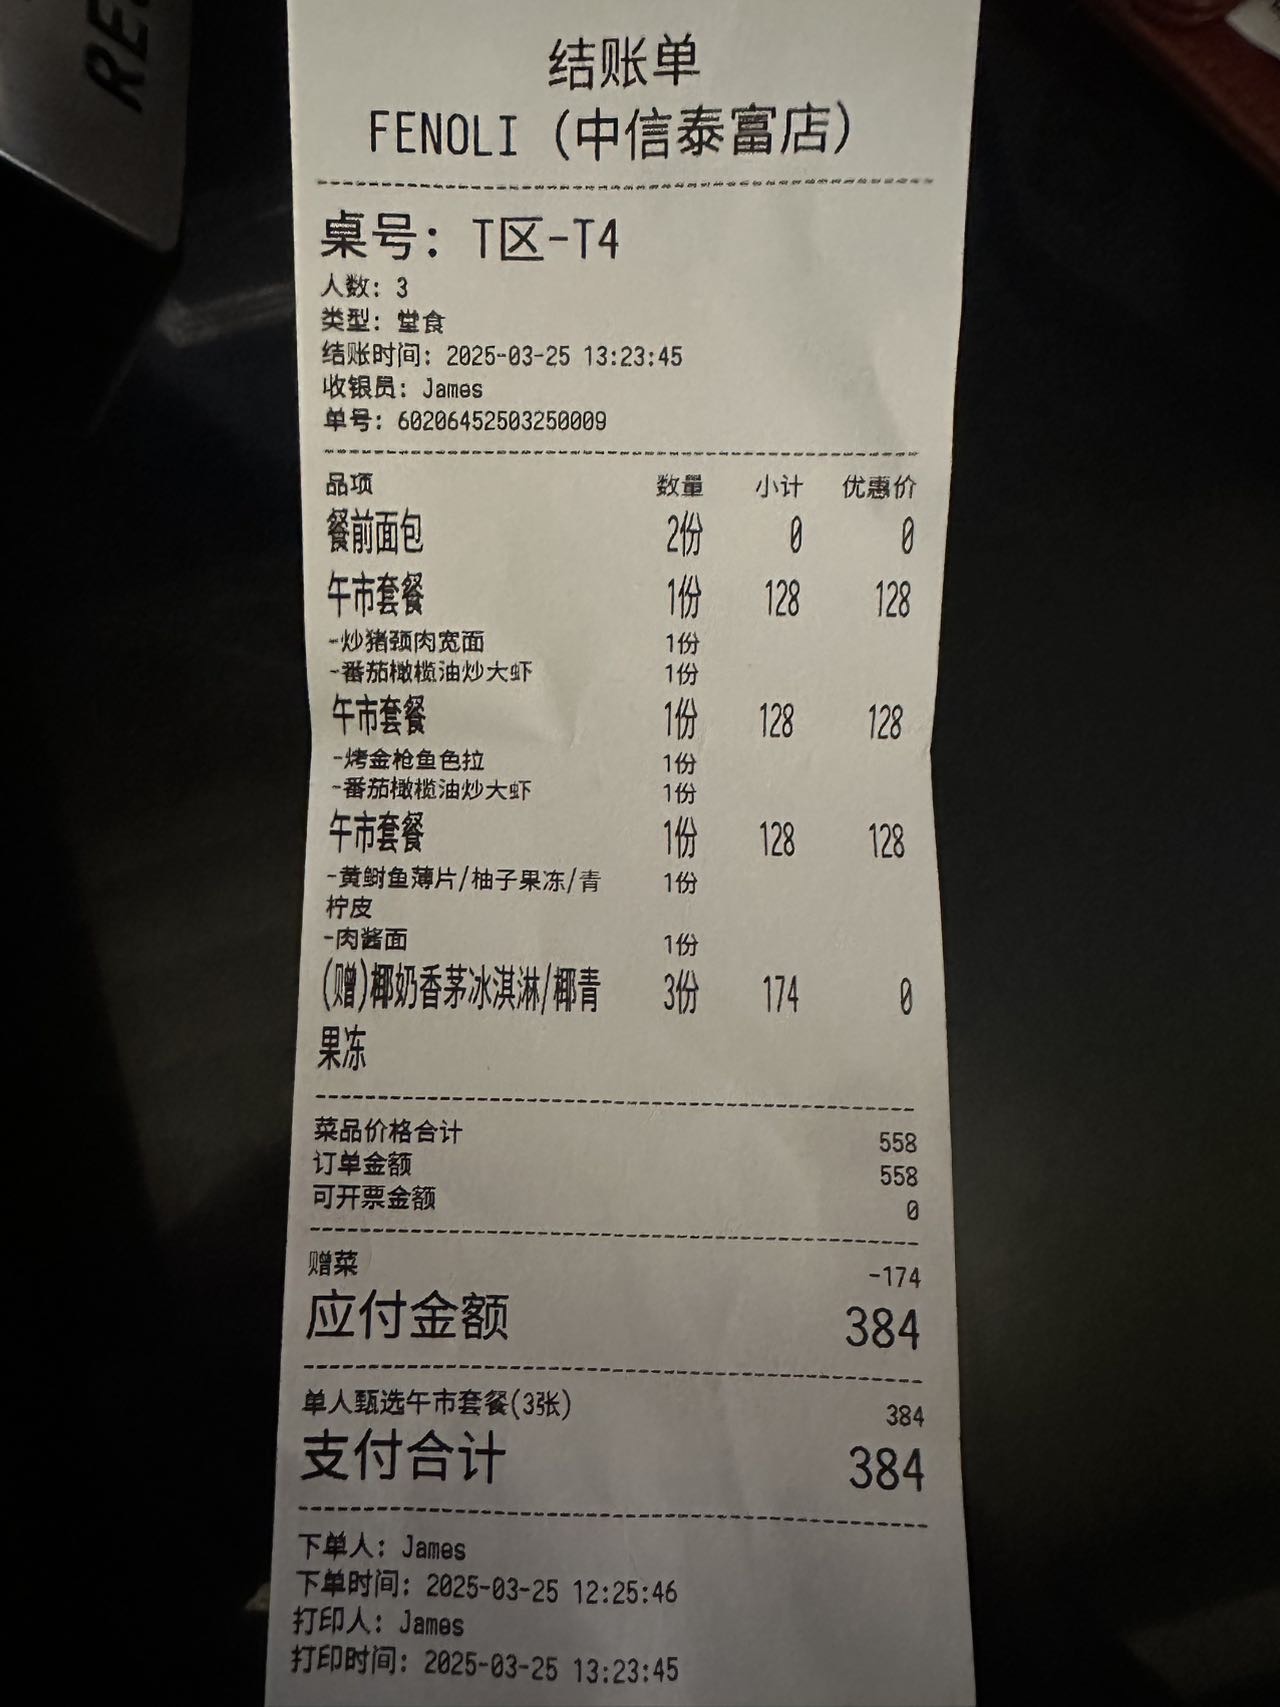 RE
结账单
FENOLI (中信泰富店)
桌号: T区-T4
人数: 3
类型: 堂食
结账时间: 2025-03-25 13:23:45
收银员: James
单号: 60206452503250009
品项 数量 小计 优惠价
餐前面包 2份 0 0
午市套餐 1份 128 128
-炒猪颈肉宽面 1份
-番茄橄榄油炒大虾 1份
午市套餐 1份 128 128
-烤金枪鱼色拉 1份
-番茄橄榄油炒大虾 1份
午市套餐 1份 128 128
-黄鰤鱼薄片/柚子果冻/青 1份
柠皮
-肉酱面 1份
(赠)椰奶香茅冰淇淋/椰青 3份 174 0
果冻
菜品价格合计 558
订单金额 558
可开票金额 0
赠菜 -174
应付金额 384
单人甄选午市套餐(3张) 384
支付合计 384
下单人: James
下单时间: 2025-03-25 12:25:46
打印人: James
打印时间: 2025-03-25 13:23:45